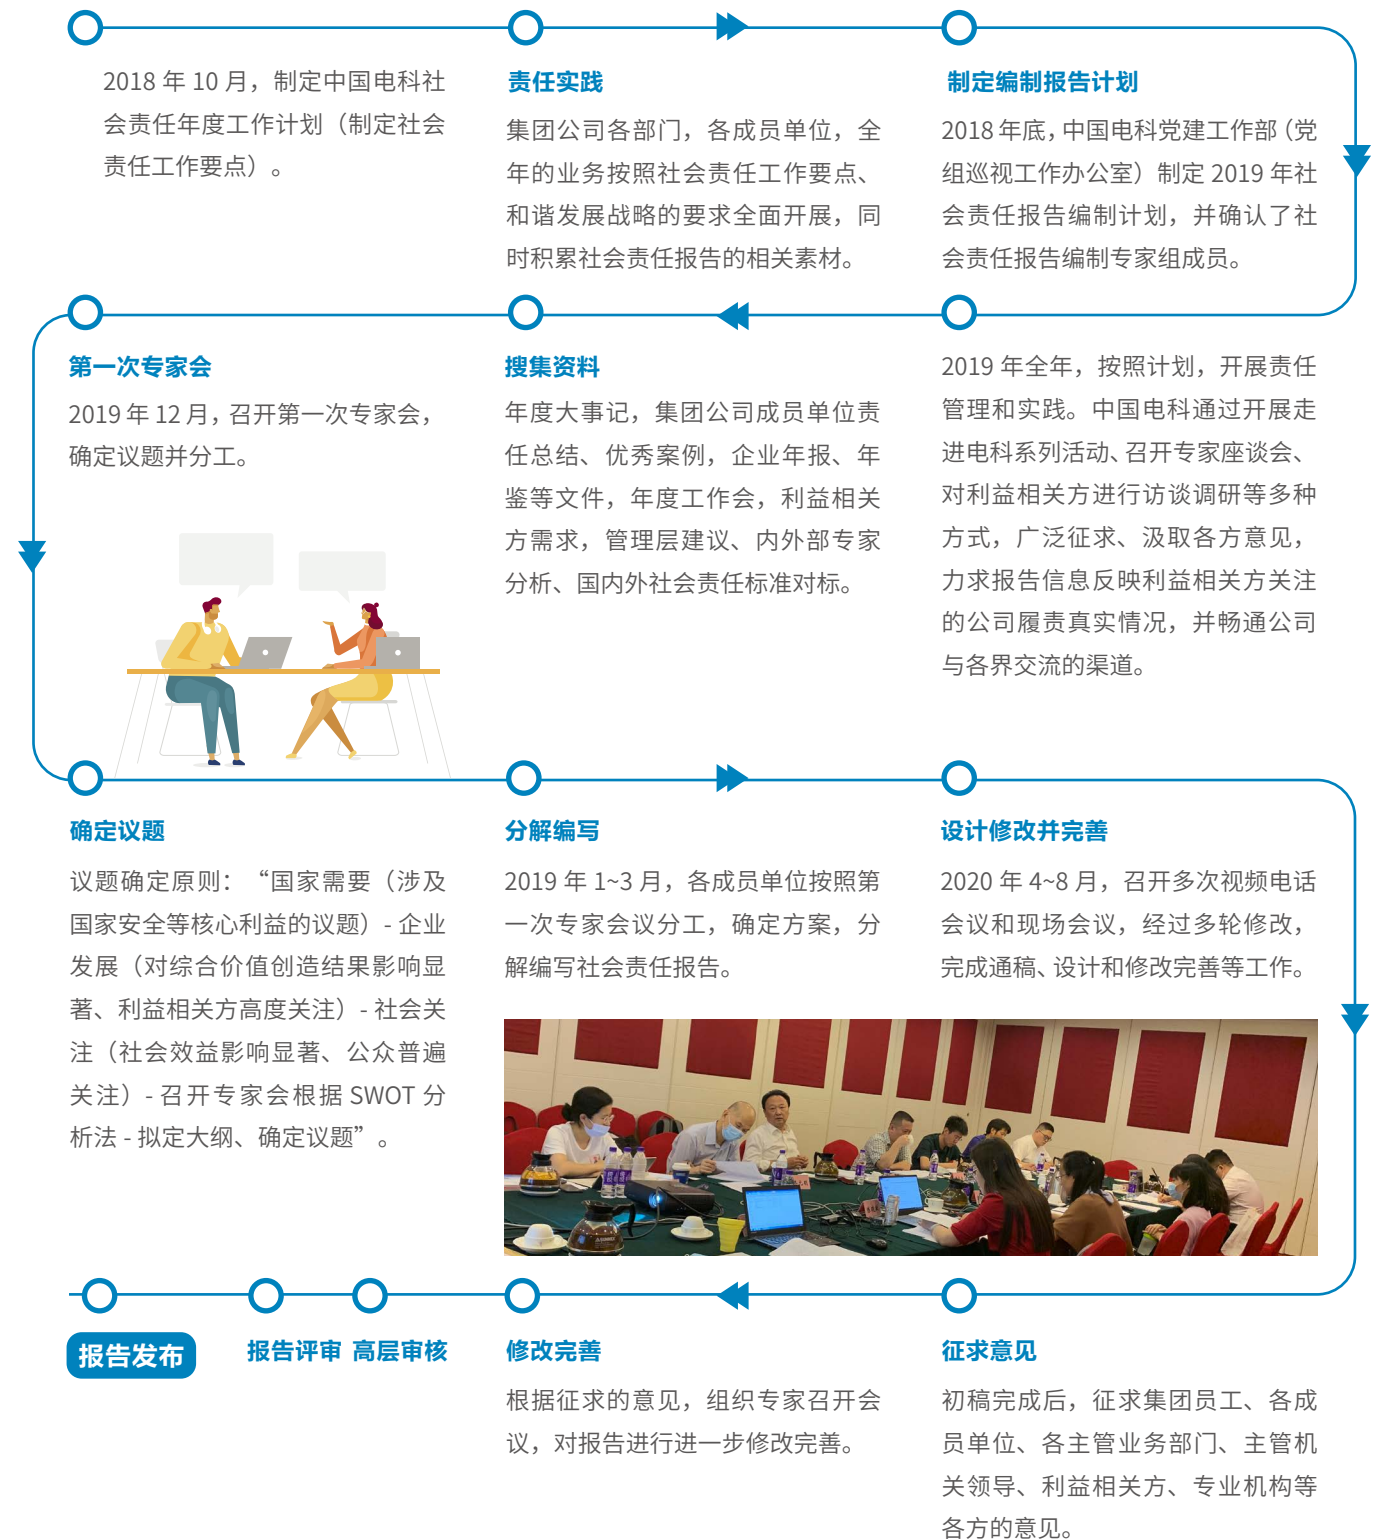 2018 年 10 月，制定中国电科社
会责任年度工作计划（制定社会
责任工作要点）。
责任实践
集团公司各部门，各成员单位，全
年的业务按照社会责任工作要点、
和谐发展战略的要求全面开展，同
时积累社会责任报告的相关素材。
制定编制报告计划
2018 年底，中国电科党建工作部（党
组巡视工作办公室）制定 2019 年社
会责任报告编制计划，并确认了社
会责任报告编制专家组成员。
2019 年全年，按照计划，开展责任
管理和实践。中国电科通过开展走
进电科系列活动、召开专家座谈会、
对利益相关方进行访谈调研等多种
方式，广泛征求、汲取各方意见，
力求报告信息反映利益相关方关注
的公司履责真实情况，并畅通公司
与各界交流的渠道。
搜集资料
年度大事记，集团公司成员单位责
任总结、优秀案例，企业年报、年
鉴等文件，年度工作会，利益相关
方需求，管理层建议、内外部专家
分析、国内外社会责任标准对标。
第一次专家会
2019 年 12 月，召开第一次专家会，
确定议题并分工。
确定议题
议题确定原则：“国家需要（涉及
国家安全等核心利益的议题）- 企业
发展（对综合价值创造结果影响显
著、利益相关方高度关注）- 社会关
注（社会效益影响显著、公众普遍
关注）- 召开专家会根据 SWOT 分
析法 - 拟定大纲、确定议题”。
分解编写
2019 年 1~3 月，各成员单位按照第
一次专家会议分工，确定方案，分
解编写社会责任报告。
设计修改并完善
2020 年 4~8 月，召开多次视频电话
会议和现场会议，经过多轮修改，
完成通稿、设计和修改完善等工作。
征求意见
初稿完成后，征求集团员工、各成
员单位、各主管业务部门、主管机
关领导、利益相关方、专业机构等
各方的意见。
修改完善
根据征求的意见，组织专家召开会
议，对报告进行进一步修改完善。
高层审核
报告评审
报告发布